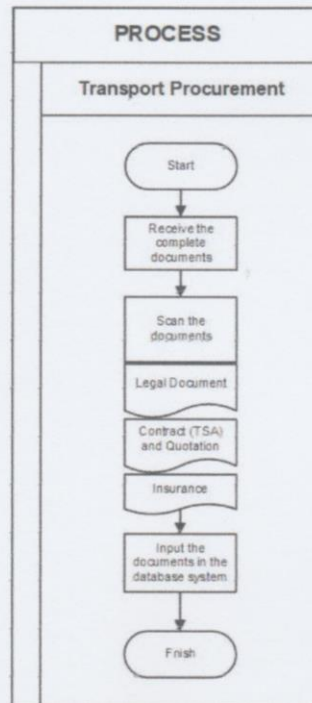 PROCESS
Transport Procurement
Start
Receive the
complete
documents
Scan the
documents
Legal Document
Contract (TSA)
and Quotation
Insurance
Input the
documents in the
database system
Fnish